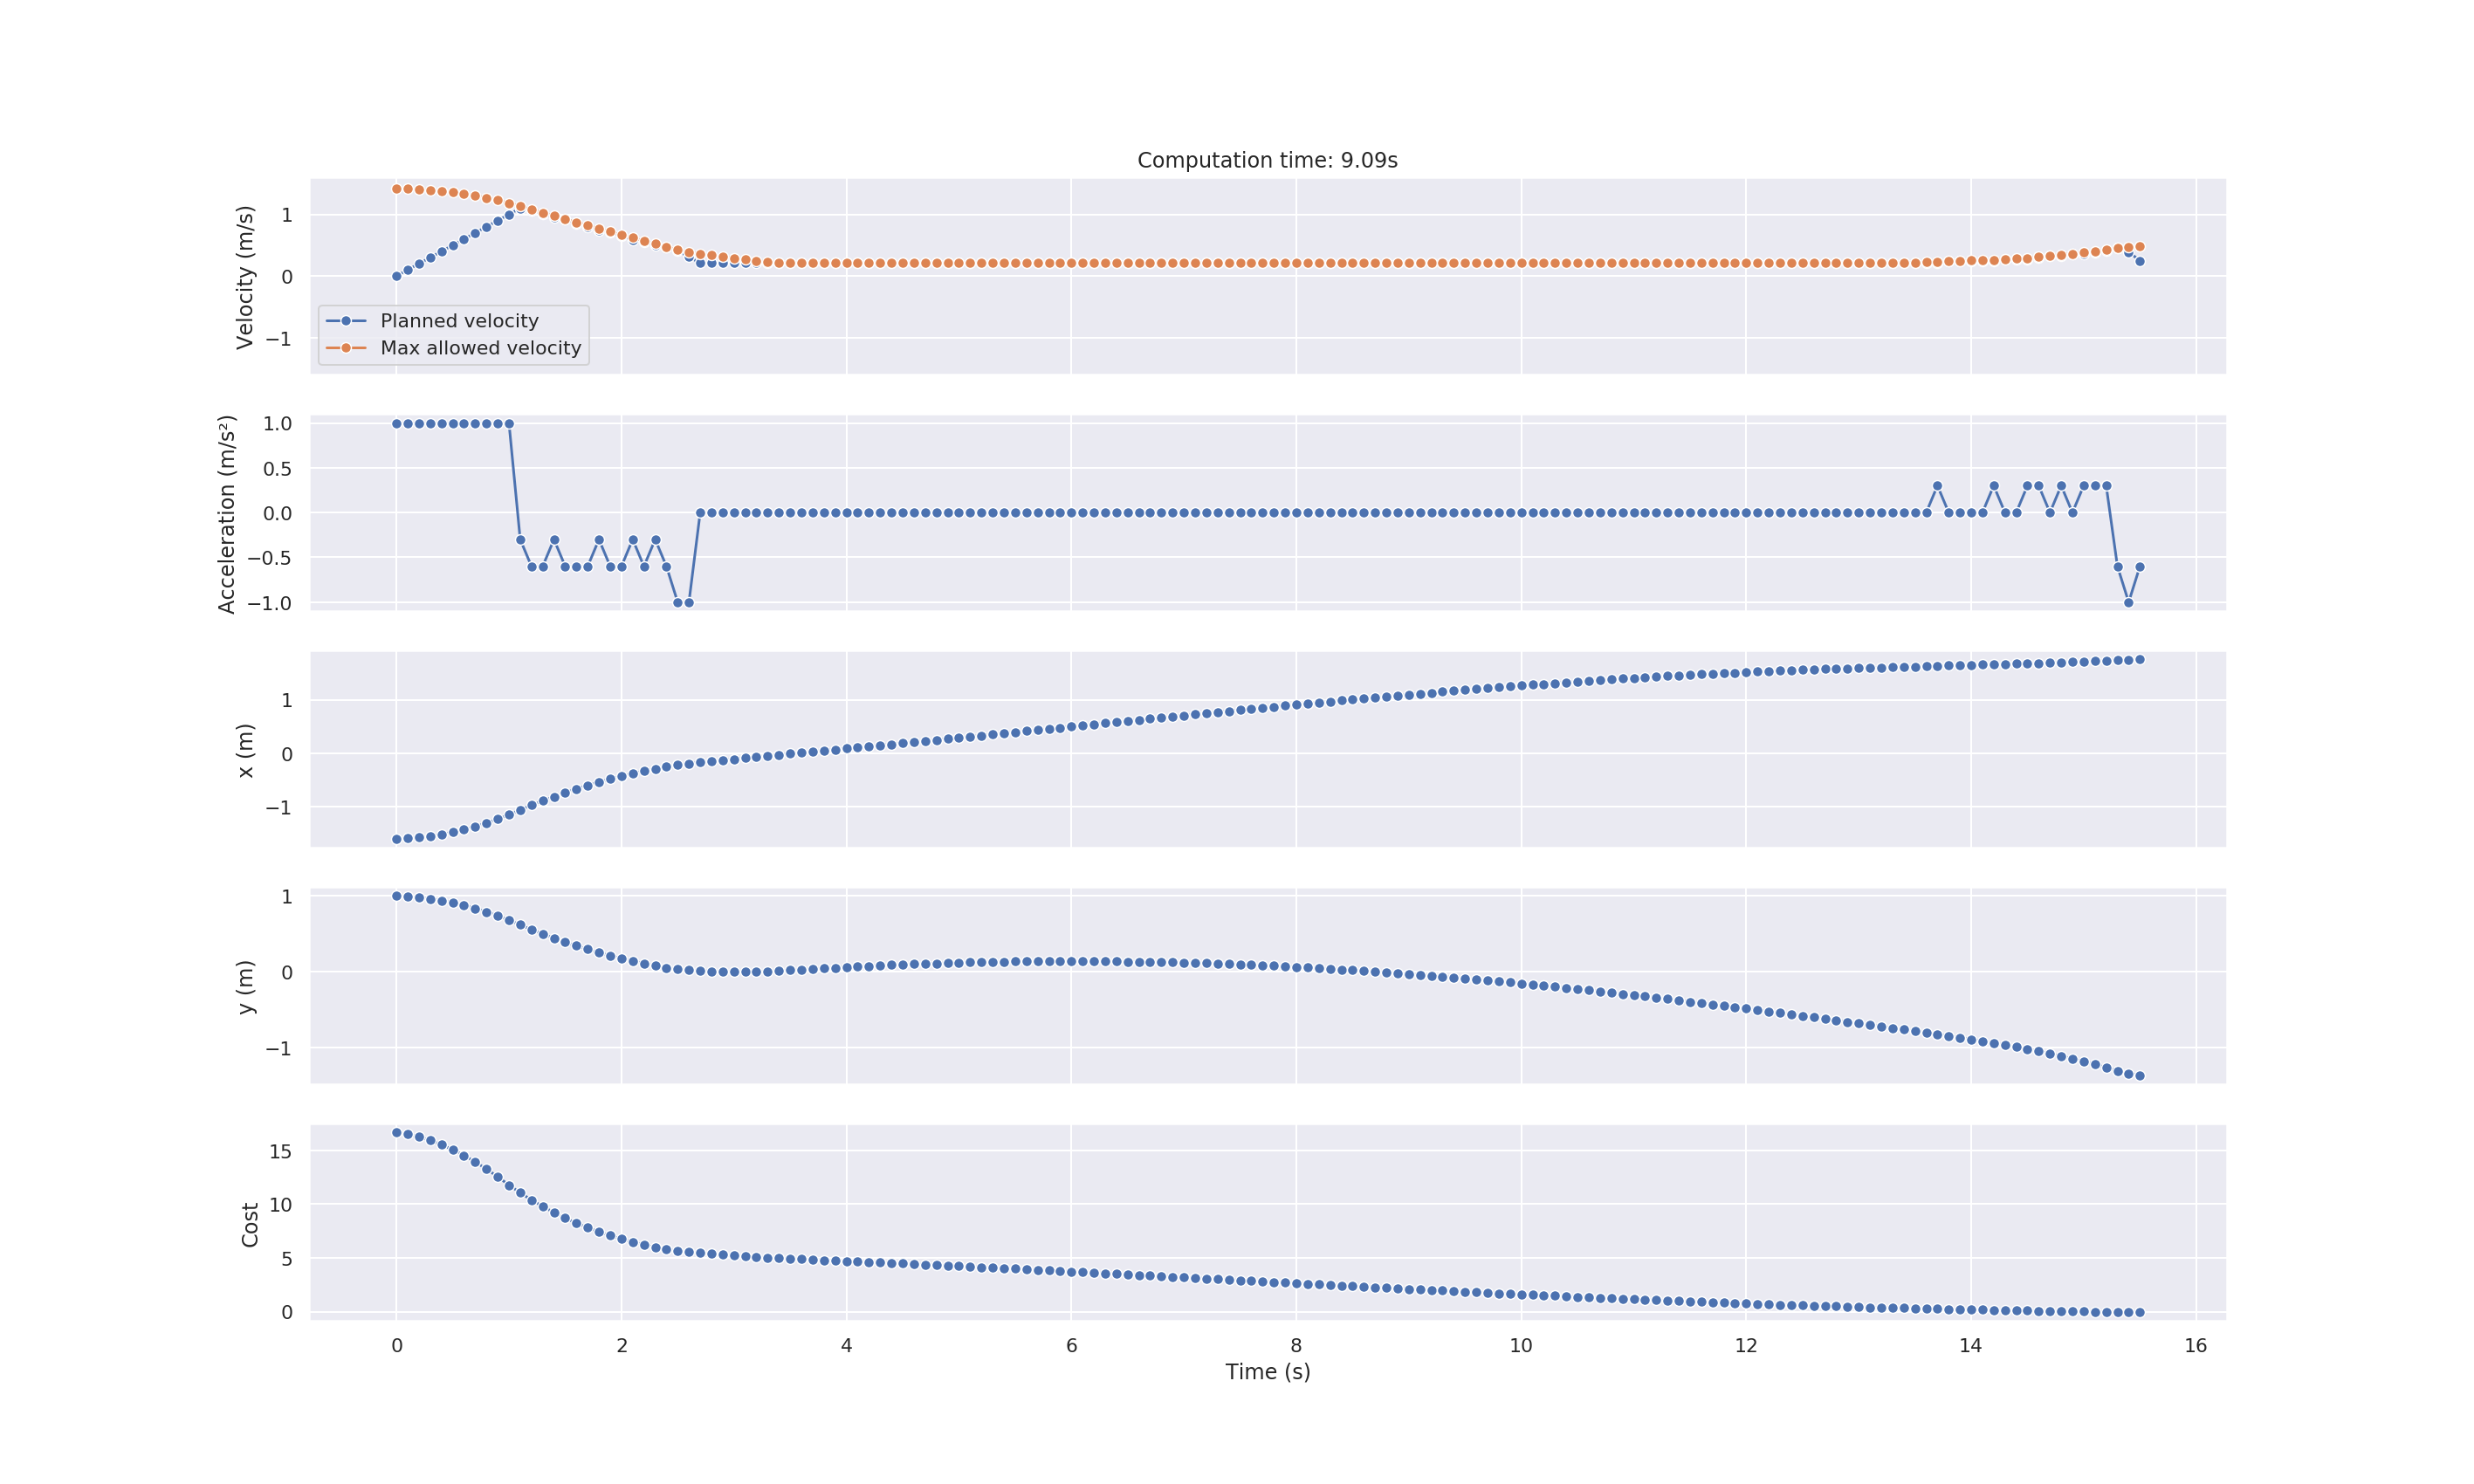 Computation time: 9.09s
Velocity (m/s)
1
0
−1
Planned velocity
Max allowed velocity
Acceleration (m/s²)
1.0
0.5
0.0
−0.5
−1.0
x (m)
1
0
−1
y (m)
1
0
−1
Cost
15
10
5
0
0 2 4 6 8 10 12 14 16
Time (s)